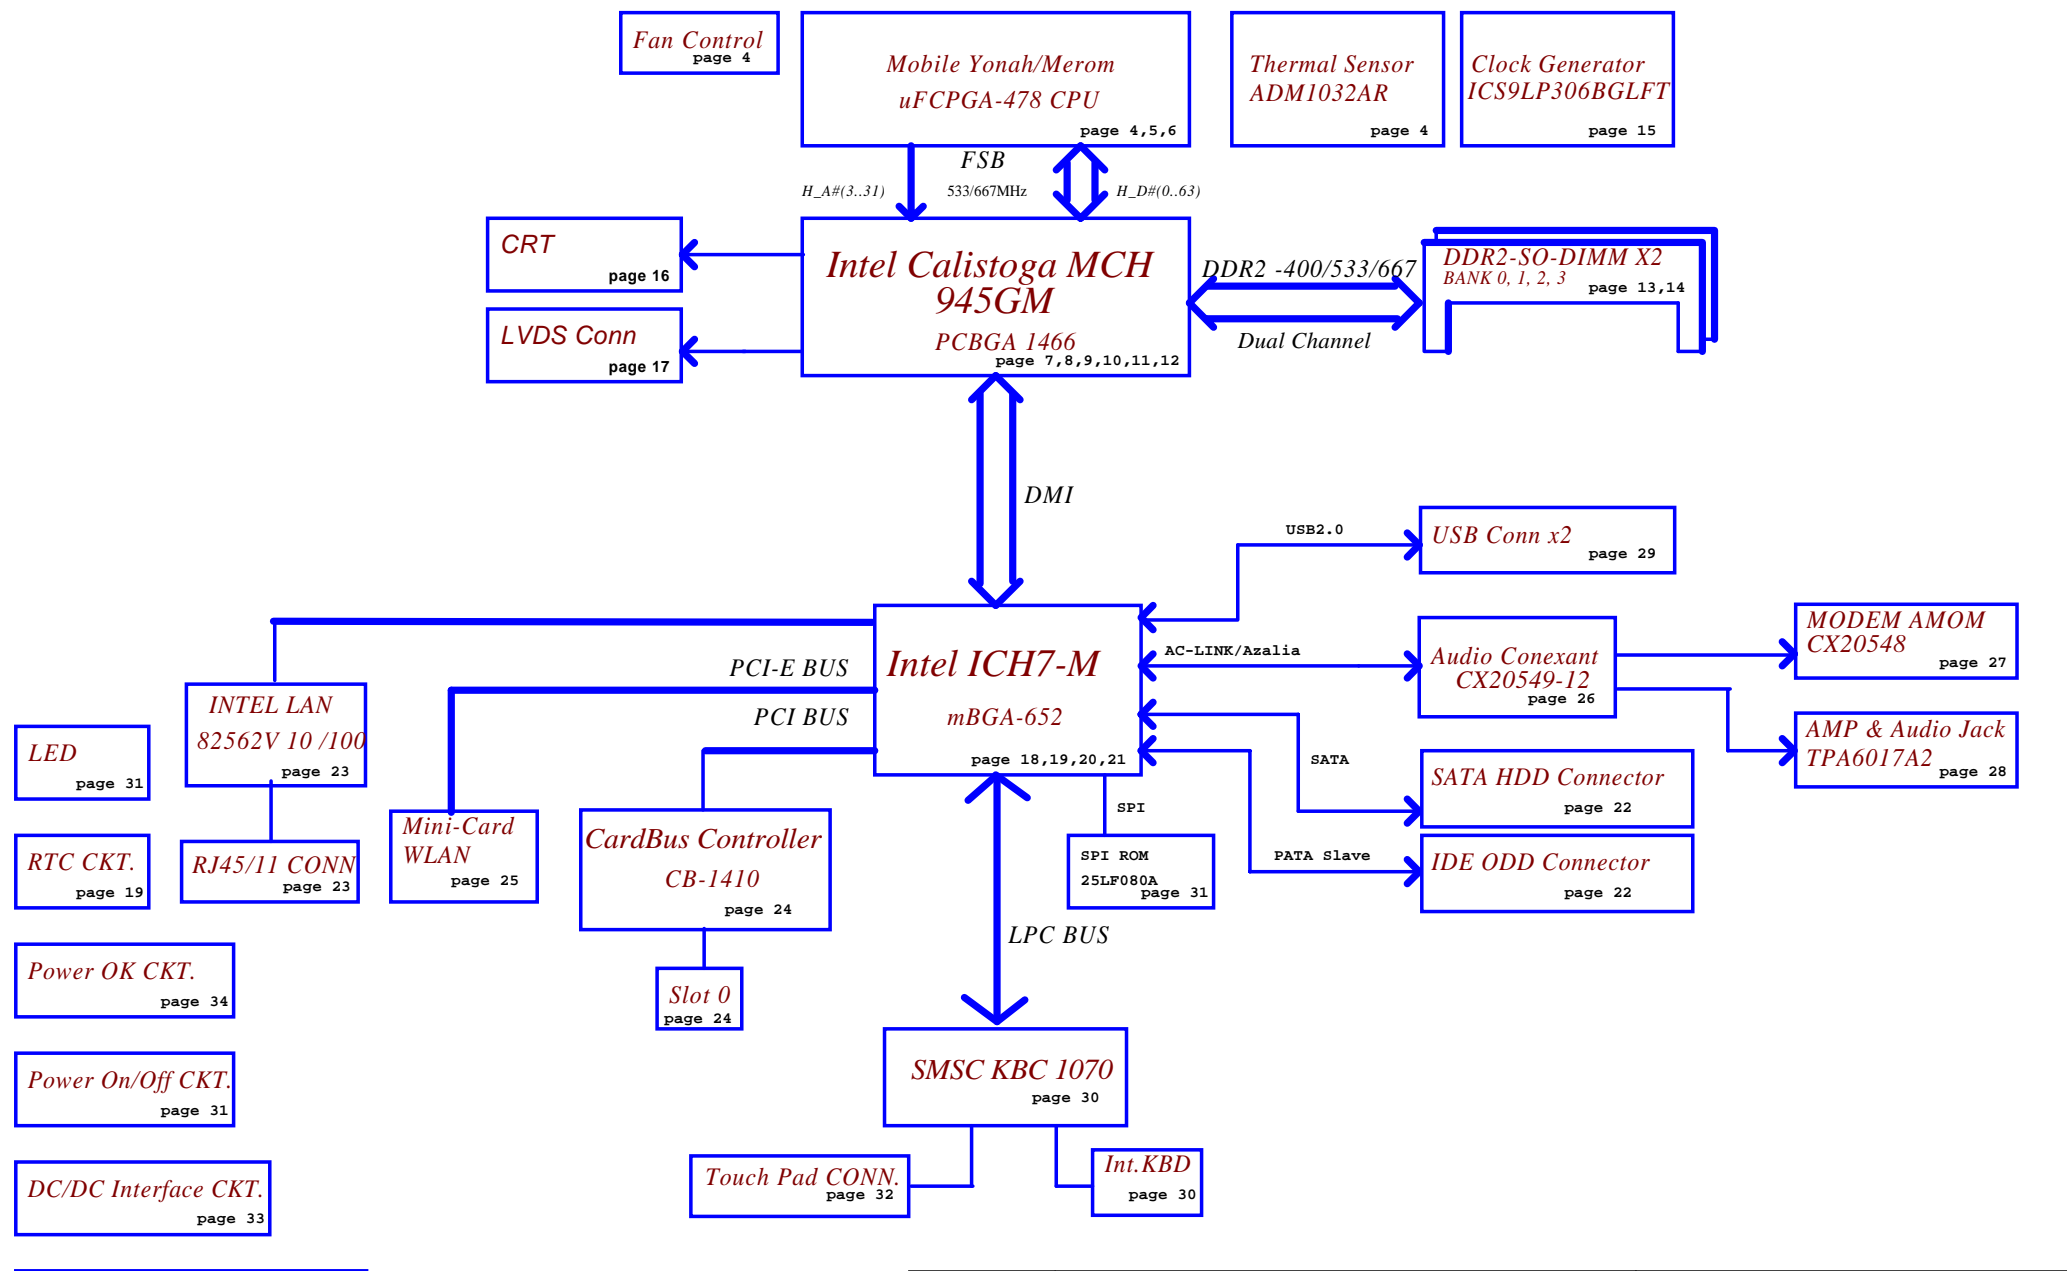 Fan Control
page 4
Mobile Yonah/Merom
uFCPGA-478 CPU
page 4,5,6
Thermal Sensor
ADM1032AR
page 4
Clock Generator
ICS9LP306BGLFT
page 15
FSB
H_A#(3..31)
533/667MHz
H_D#(0..63)
CRT
page 16
LVDS Conn
page 17
Intel Calistoga MCH
945GM
PCBGA 1466
page 7,8,9,10,11,12
DDR2 -400/533/667
Dual Channel
DDR2-SO-DIMM X2
BANK 0, 1, 2, 3
page 13,14
DMI
USB2.0
USB Conn x2
page 29
Intel ICH7-M
mBGA-652
page 18,19,20,21
PCI-E BUS
PCI BUS
AC-LINK/Azalia
Audio Conexant
CX20549-12
page 26
MODEM AMOM
CX20548
page 27
AMP & Audio Jack
TPA6017A2
page 28
SATA
SATA HDD Connector
page 22
PATA Slave
IDE ODD Connector
page 22
INTEL LAN
82562V 10 /100
page 23
RJ45/11 CONN
page 23
Mini-Card
WLAN
page 25
CardBus Controller
CB-1410
page 24
Slot 0
page 24
SPI
SPI ROM
25LF080A
page 31
LPC BUS
SMSC KBC 1070
page 30
Touch Pad CONN.
page 32
Int.KBD
page 30
LED
page 31
RTC CKT.
page 19
Power OK CKT.
page 34
Power On/Off CKT.
page 31
DC/DC Interface CKT.
page 33